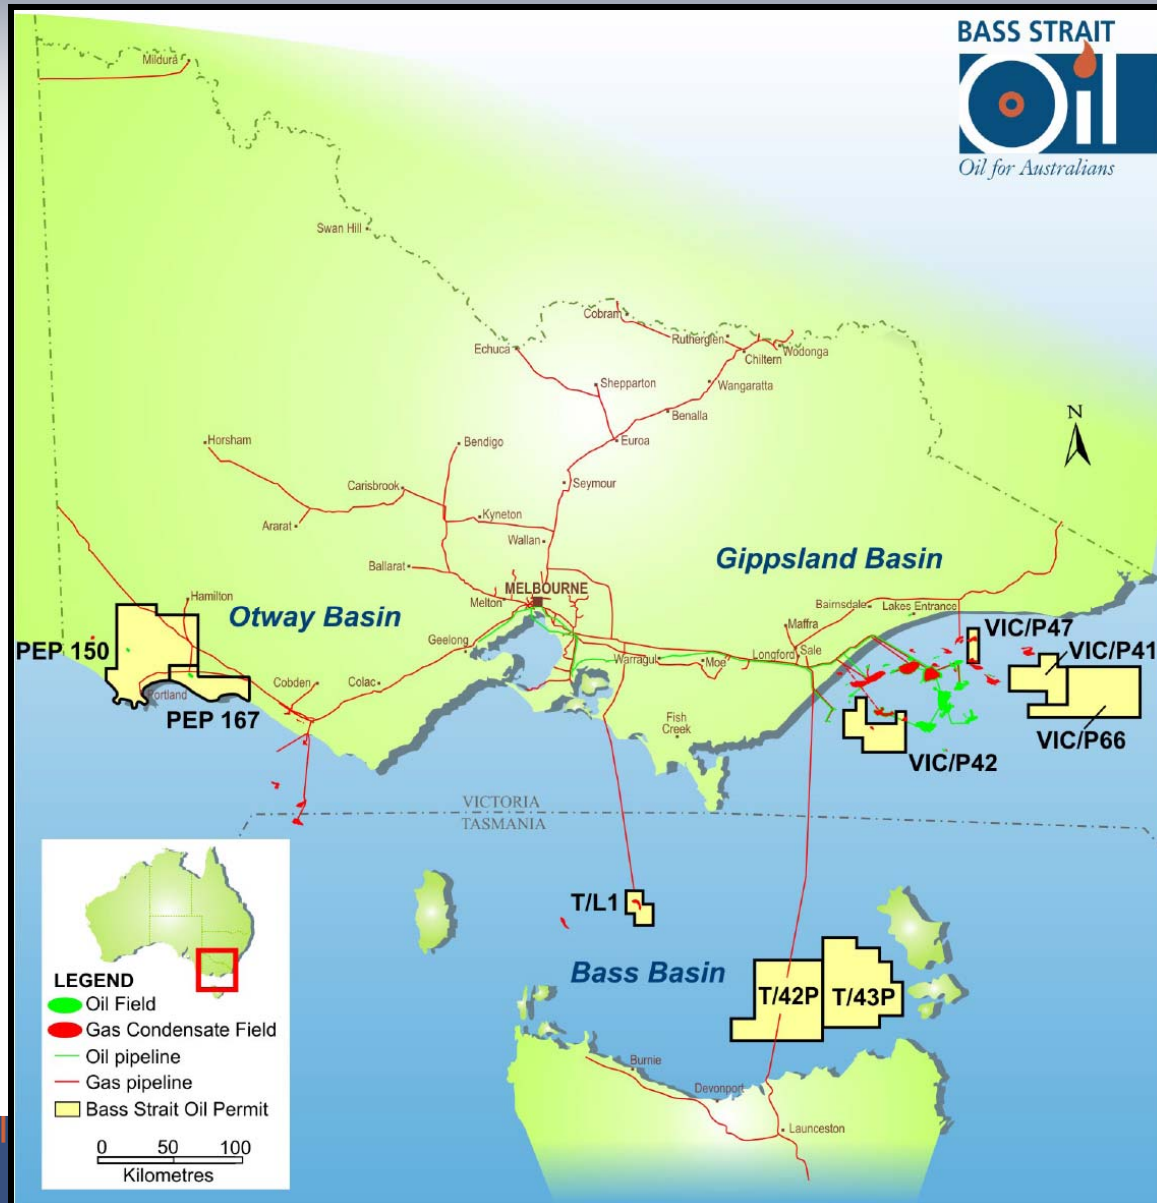 BASS STRAIT
Oil
Oil for Australians
Mildura
Swan Hill
Cobram
Rutherglen
Echuca
Chiltern
Wodonga
Shepparton
Wangaratta
Benalla
N
Horsham
Bendigo
Euroa
Carisbrook
Seymour
Kyneton
Ararat
Wallan
Gippsland Basin
Ballarat
MELBOURNE
Hamilton
Melton
Bairnsdale
Lakes Entrance
Otway Basin
Maffra
VIC/P47
Geelong
PEP 150
Warragul
Moe
Longford
Sale
VIC/P41
Cobden
Colac
Portland
PEP 167
Fish
Creek
VIC/P66
VIC/P42
VICTORIA
TASMANIA
T/L1
Bass Basin
T/42P
T/43P
LEGEND
Oil Field
Gas Condensate Field
Oil pipeline
Gas pipeline
Bass Strait Oil Permit
0 50 100
Kilometres
Burnie
Devonport
Launceston